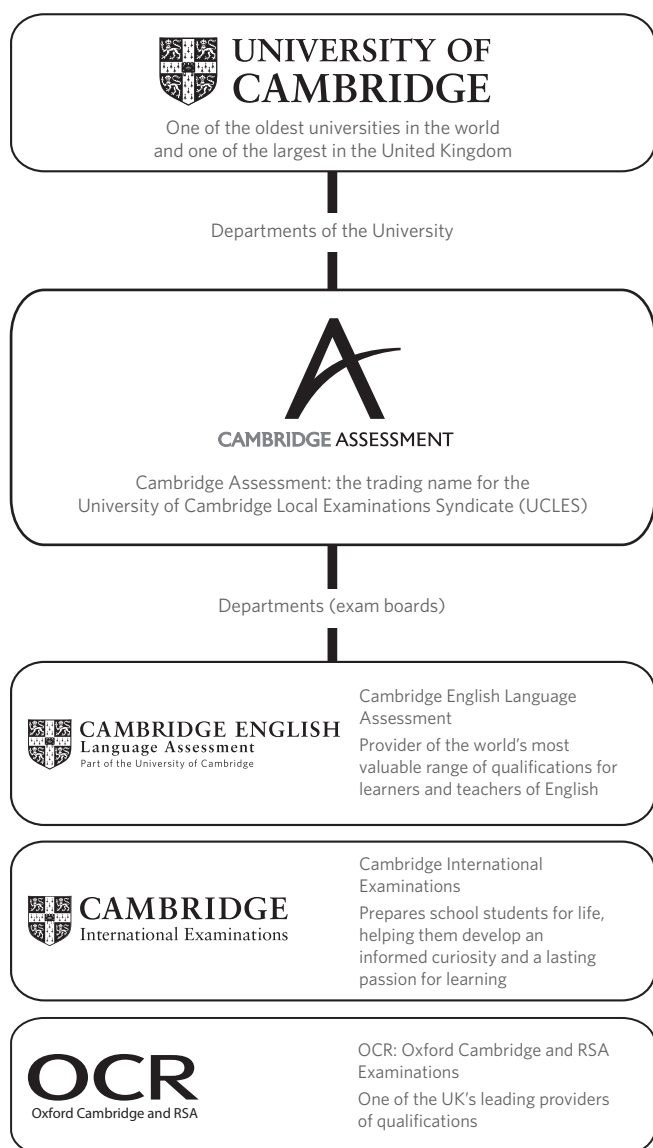 UNIVERSITY OF
CAMBRIDGE
One of the oldest universities in the world
and one of the largest in the United Kingdom
Departments of the University
CAMBRIDGE ASSESSMENT
Cambridge Assessment: the trading name for the
University of Cambridge Local Examinations Syndicate (UCLES)
Departments (exam boards)
CAMBRIDGE ENGLISH
Language Assessment
Part of the University of Cambridge
Cambridge English Language
Assessment
Provider of the world's most
valuable range of qualifications for
learners and teachers of English
CAMBRIDGE
International Examinations
Cambridge International
Examinations
Prepares school students for life,
helping them develop an
informed curiosity and a lasting
passion for learning
OCR
Oxford Cambridge and RSA
OCR: Oxford Cambridge and RSA
Examinations
One of the UK's leading providers
of qualifications